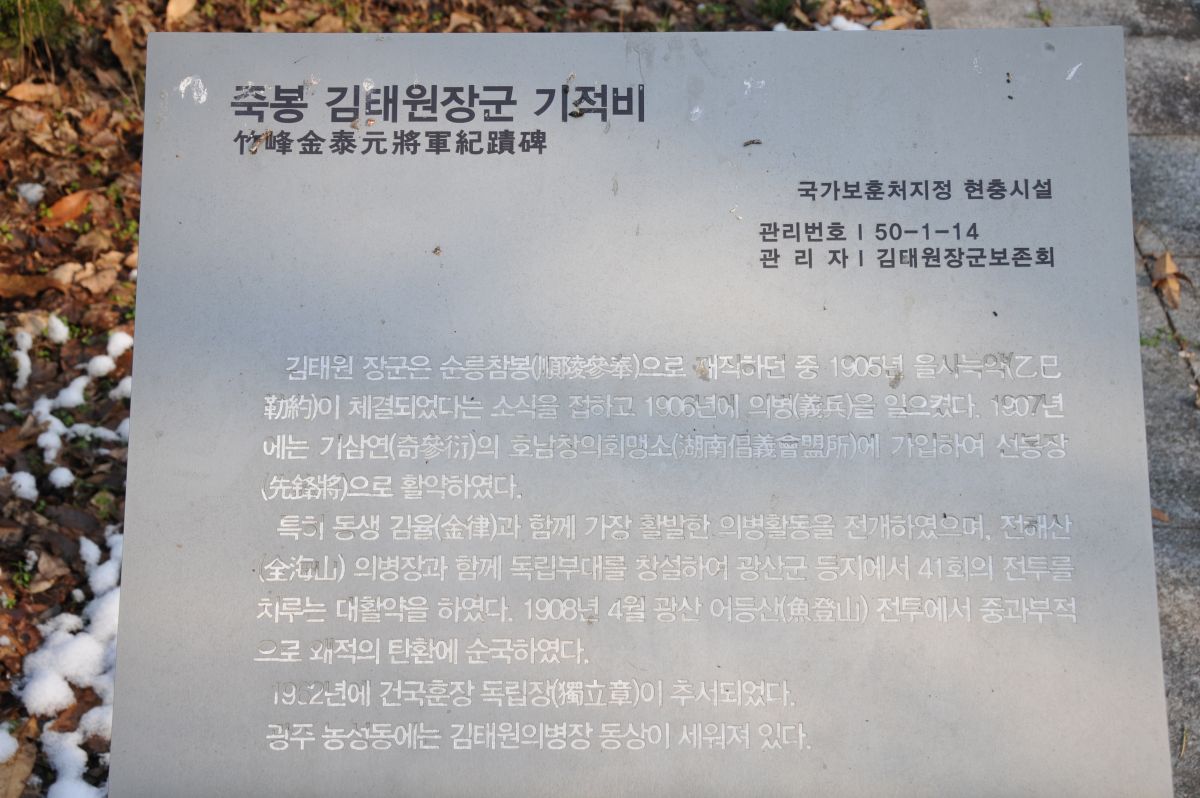 죽봉 김태원장군 기적비
竹峰金泰元將軍紀蹟碑
국가보훈처지정 현충시설
관리번호 | 50-1-14
관 리 자 | 김태원장군보존회
김태원 장군은 순릉참봉(順陵參奉)으로 재직하던 중 1905년 을사늑약(乙巳
勒約)이 체결되었다는 소식을 접하고 1906년에 의병(義兵)을 일으켰다. 1907년
에는 기삼연(奇參衍)의 호남창의회맹소(湖南倡義會盟所)에 가입하여 선봉장
(先鋒將)으로 활약하였다.
특히 동생 김율(金律)과 함께 가장 활발한 의병활동을 전개하였으며, 전해산
(全海山) 의병장과 함께 독립부대를 창설하여 광산군 등지에서 41회의 전투를
치루는 대활약을 하였다. 1908년 4월 광산 어등산(魚登山) 전투에서 중과부적
으로 왜적의 탄환에 순국하였다.
1962년에 건국훈장 독립장(獨立章)이 추서되었다.
광주 농성동에는 김태원의병장 동상이 세워져 있다.